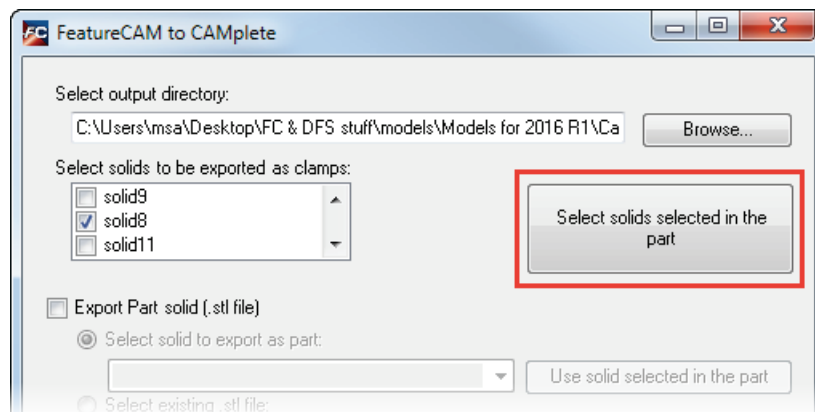 FC FeatureCAM to CAMplete
Select output directory:
C:\Users\msa\Desktop\FC & DFS stuff\models\Models for 2016 R1\Ca
Browse...
Select solids to be exported as clamps:
solid9
solid8
solid11
Select solids selected in the
part
Export Part solid (.stl file)
Select solid to export as part:
Use solid selected in the part
Select existing .stl file: